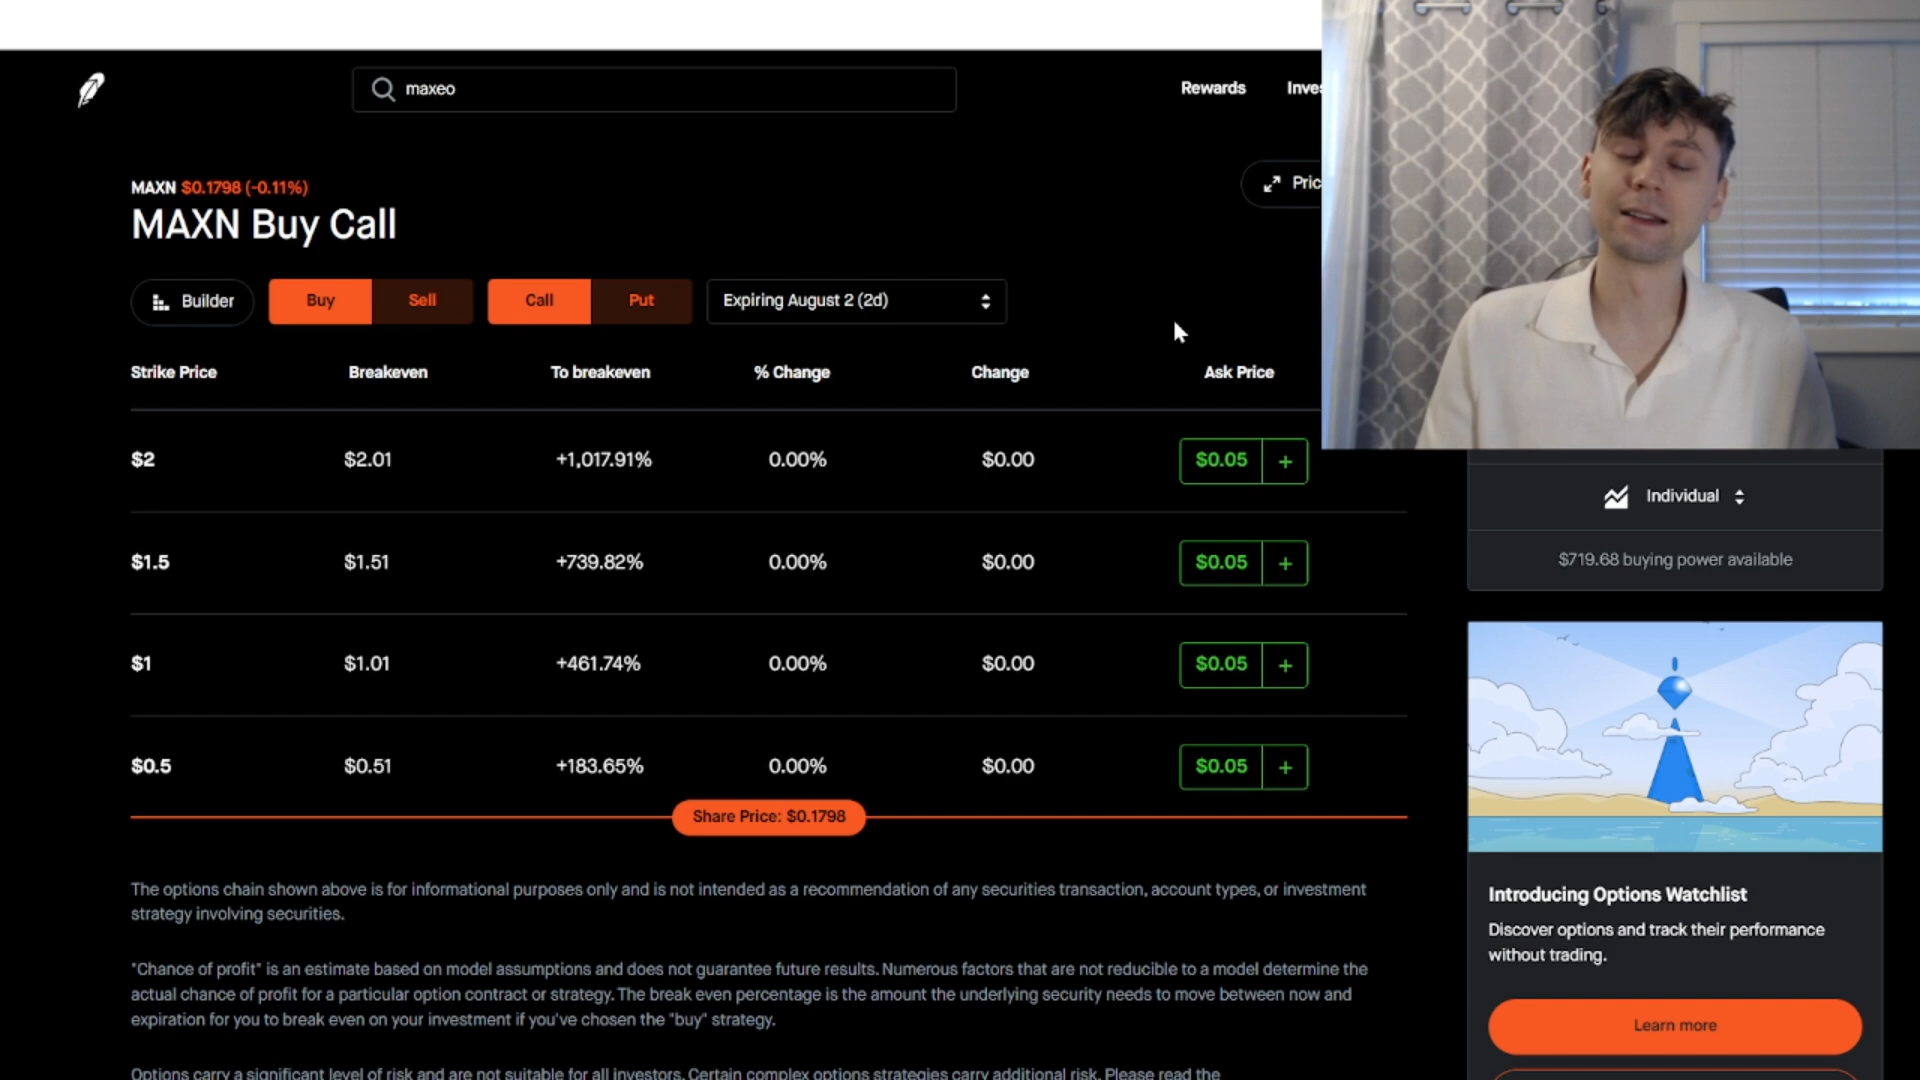 maxeo
Rewards
MAXN $0.1798 (-0.11%)
MAXN Buy Call
Builder
Buy
Sell
Call
Put
Expiring August 2 (2d)
Strike Price
Breakeven
To breakeven
% Change
Change
Ask Price
$2
$2.01
+1,017.91%
0.00%
$0.00
$0.05
+
$1.5
$1.51
+739.82%
0.00%
$0.00
$0.05
+
$1
$1.01
+461.74%
0.00%
$0.00
$0.05
+
$0.5
$0.51
+183.65%
0.00%
$0.00
$0.05
+
Share Price: $0.1798
The options chain shown above is for informational purposes only and is not intended as a recommendation of any securities transaction, account types, or investment
strategy involving securities.
"Chance of profit" is an estimate based on model assumptions and does not guarantee future results. Numerous factors that are not reducible to a model determine the
actual chance of profit for a particular option contract or strategy. The break even percentage is the amount the underlying security needs to move between now and
expiration for you to break even on your investment if you've chosen the "buy" strategy.
Options carry a significant level of risk and are not suitable for all investors. Certain complex options strategies carry additional risk. Please read the
Individual
$719.68 buying power available
Introducing Options Watchlist
Discover options and track their performance
without trading.
Learn more